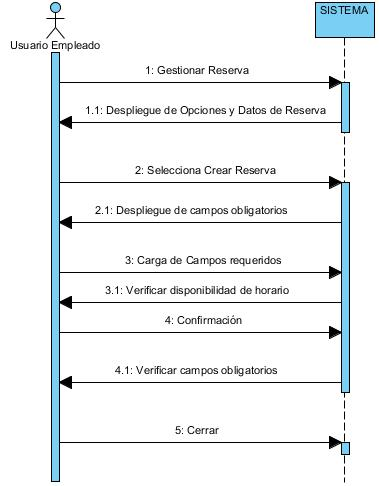 SISTEMA
Usuario Empleado
1: Gestionar Reserva
1.1: Despliegue de Opciones y Datos de Reserva
2: Selecciona Crear Reserva
2.1: Despliegue de campos obligatorios
3: Carga de Campos requeridos
3.1: Verificar disponibilidad de horario
4: Confirmación
4.1: Verificar campos obligatorios
5: Cerrar